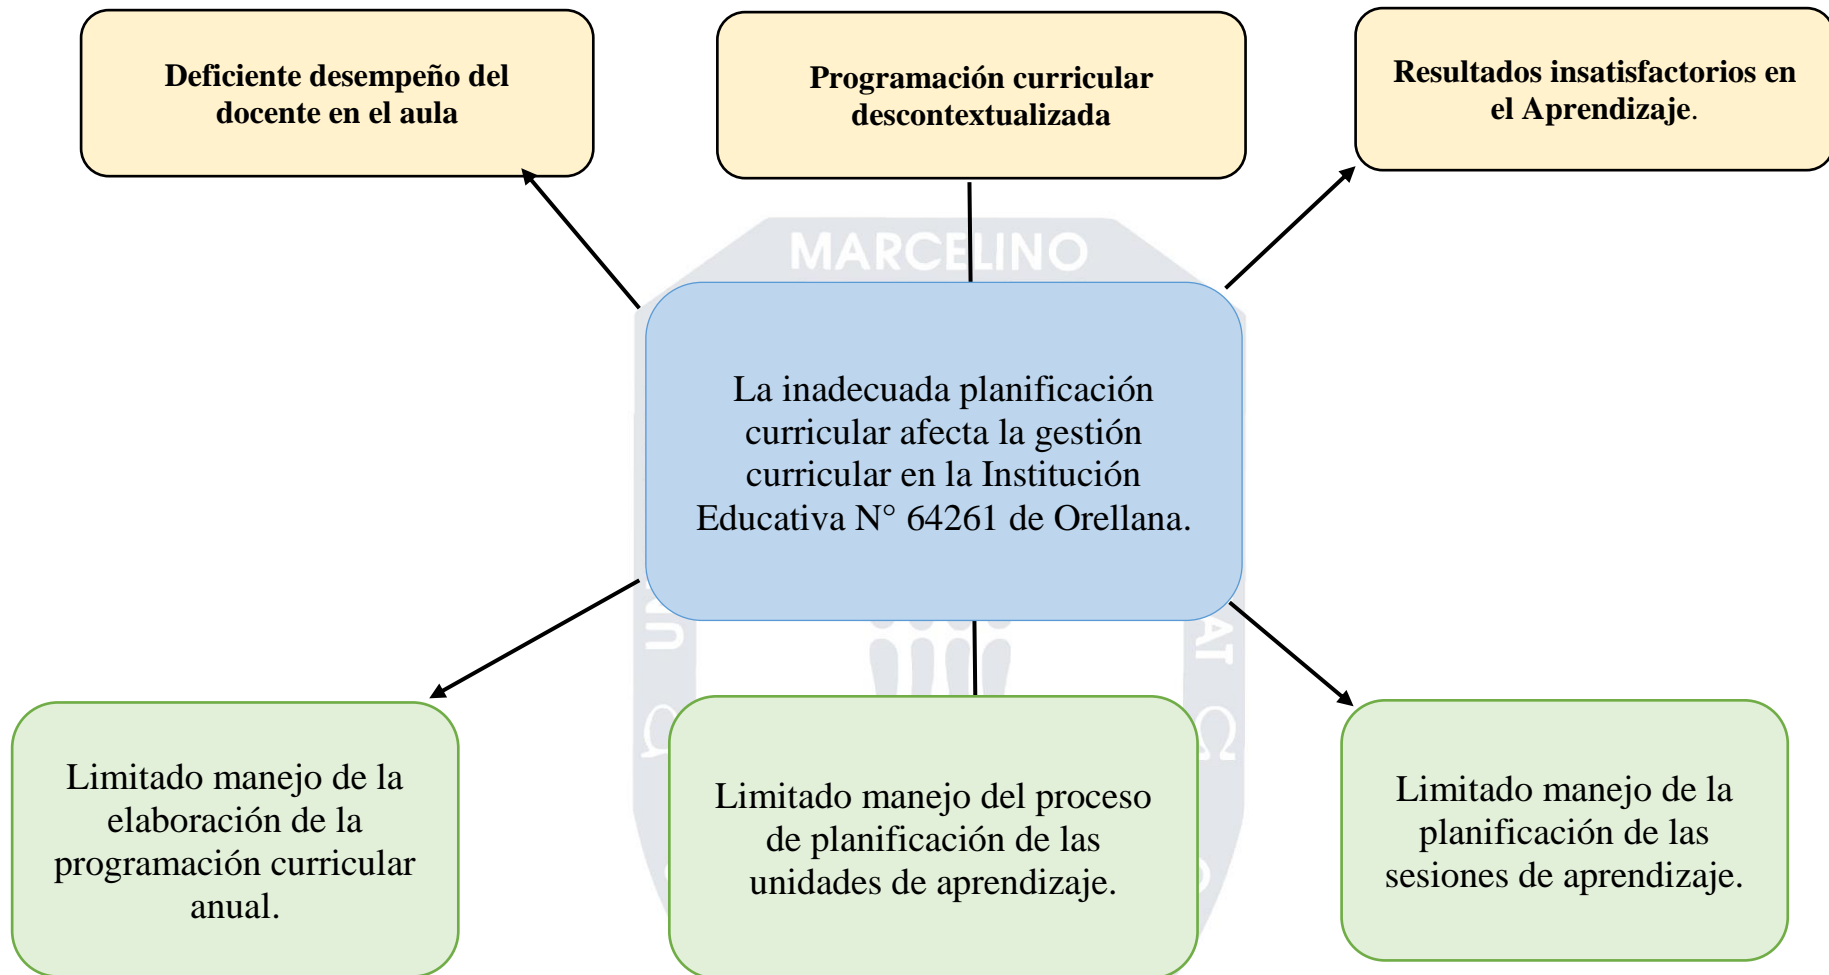 Deficiente desempeño del
docente en el aula
Programación curricular
descontextualizada
Resultados insatisfactorios en
el Aprendizaje.
MARCELINO
La inadecuada planificación
curricular afecta la gestión
curricular en la Institución
Educativa N° 64261 de Orellana.
Limitado manejo de la
elaboración de la
programación curricular
anual.
Limitado manejo del proceso
de planificación de las
unidades de aprendizaje.
Limitado manejo de la
planificación de las
sesiones de aprendizaje.